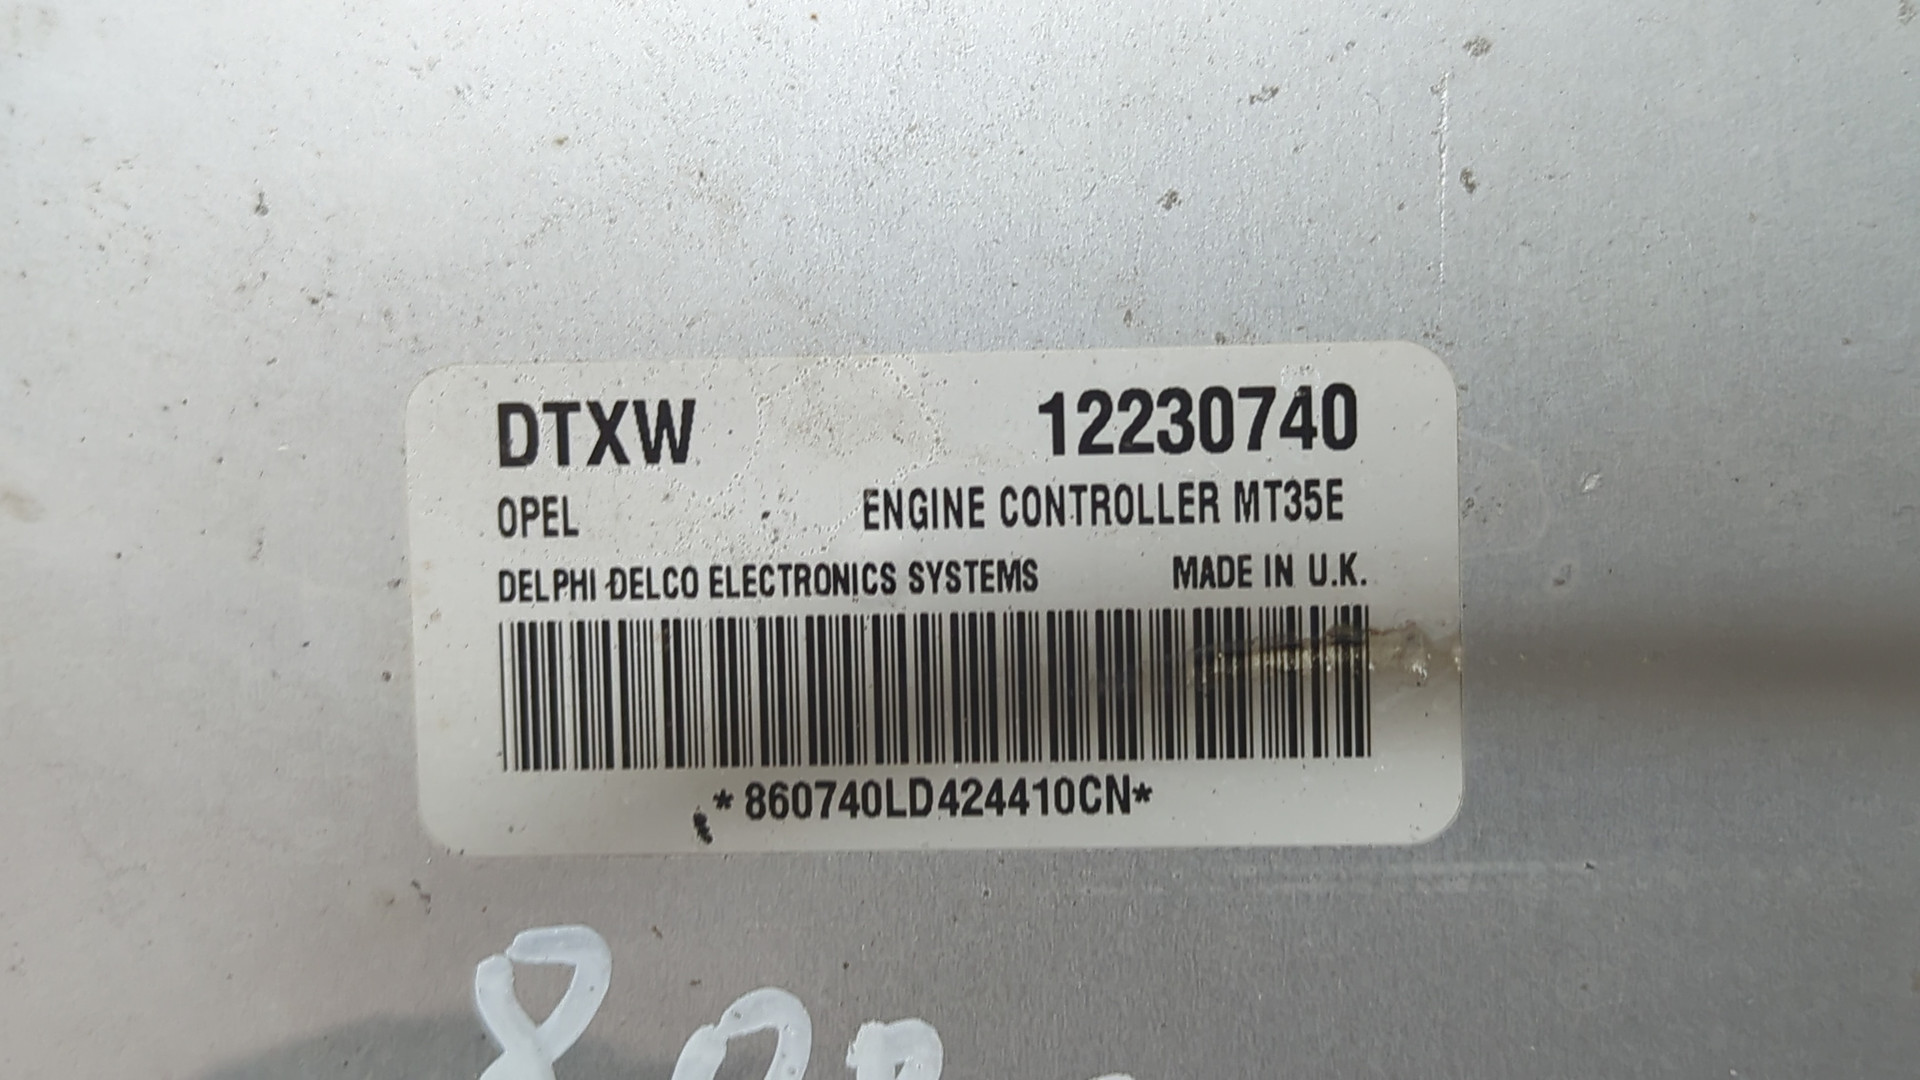 DTXW 12230740
OPEL ENGINE CONTROLLER MT35E
DELPHI DELCO ELECTRONICS SYSTEMS MADE IN U.K.
*860740LD424410CN*